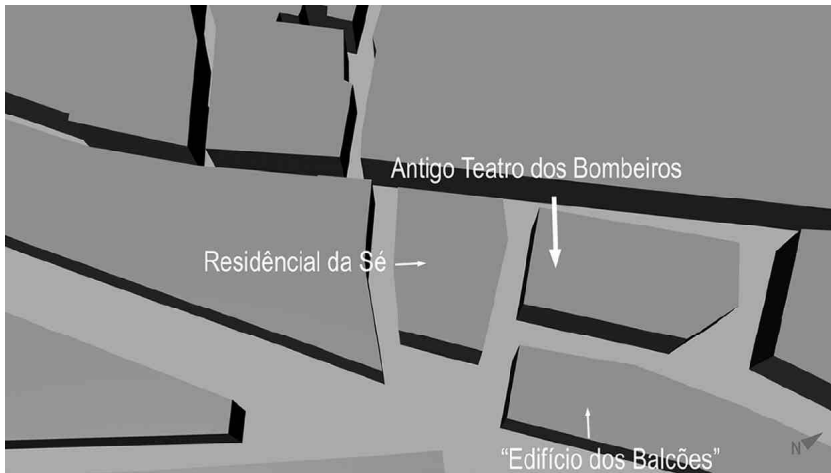 Antigo Teatro dos Bombeiros
Residêncial da Sé
“Edifício dos Balcões”
N